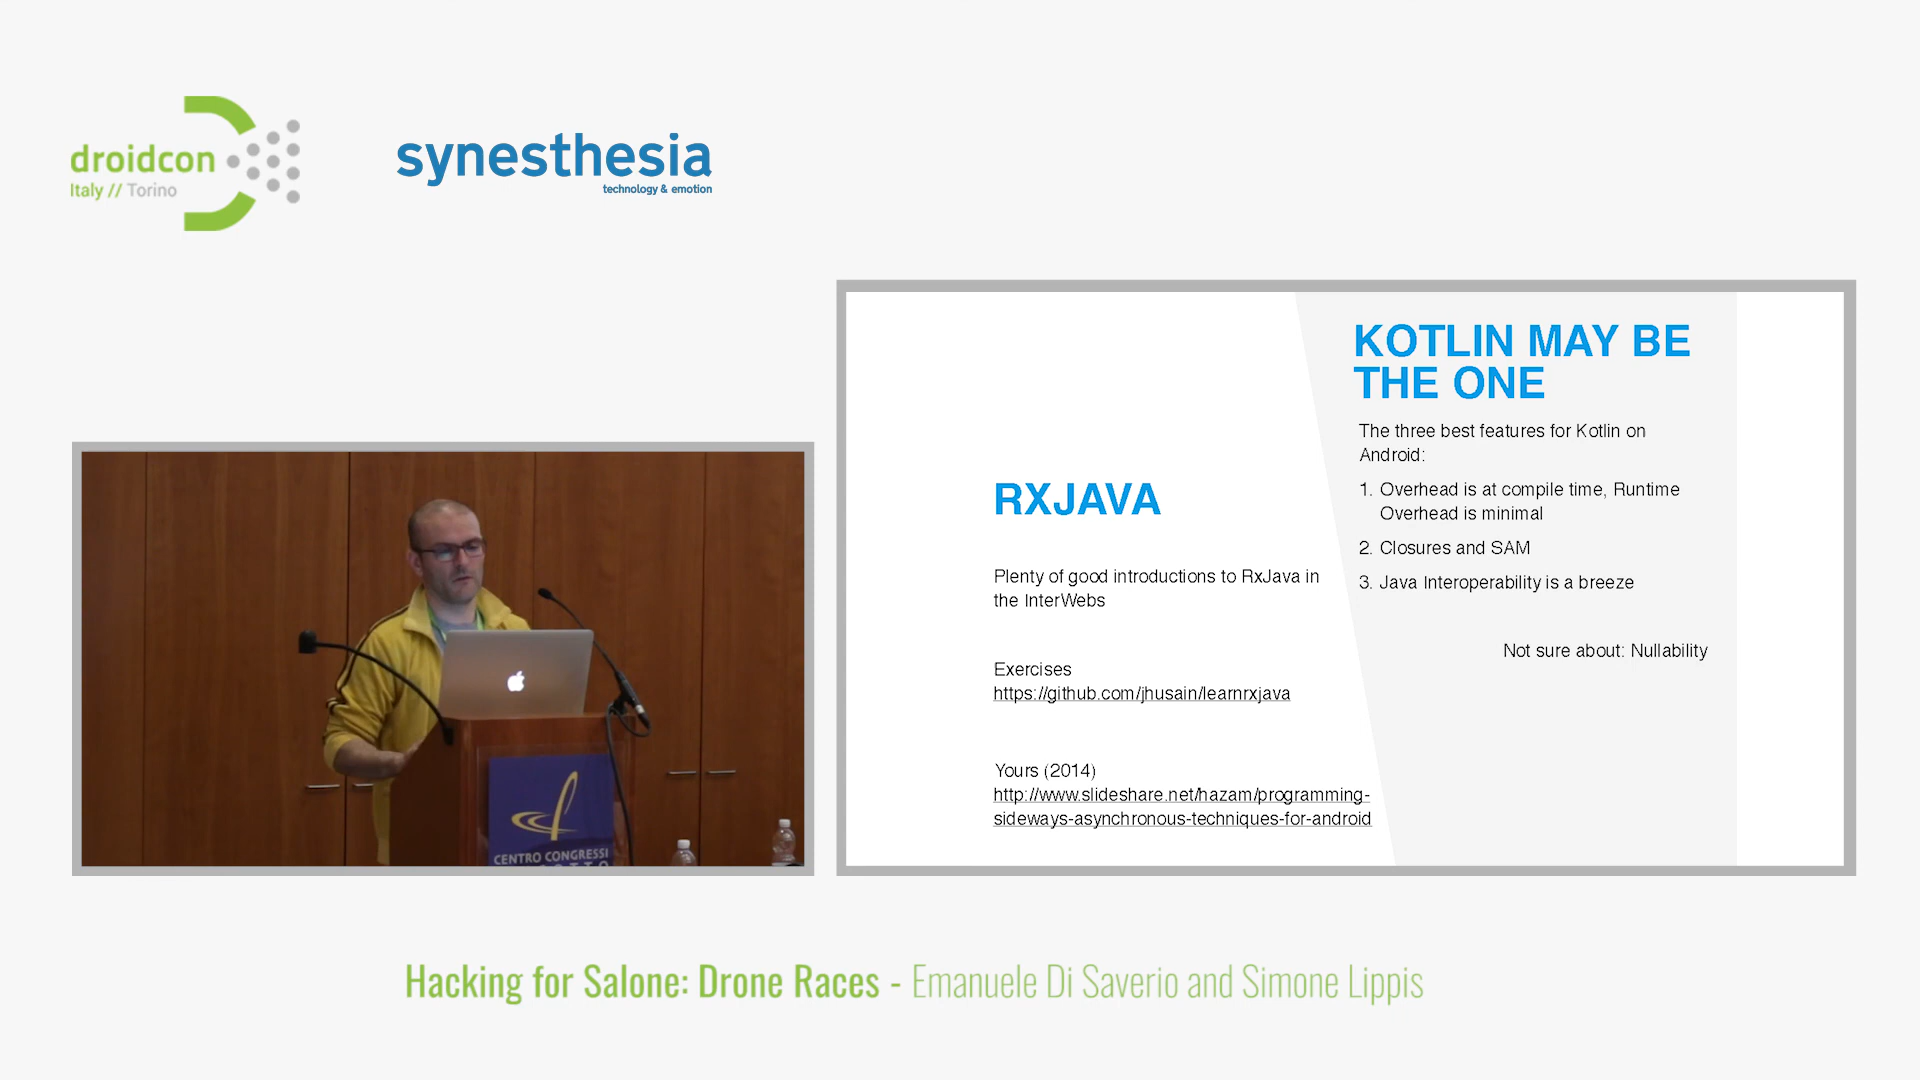 droidcon
Italy // Torino
synesthesia
technology & emotion
RXJAVA
Plenty of good introductions to RxJava in
the InterWebs
Exercises
https://github.com/jhusain/learnrxjava
Yours (2014)
http://www.slideshare.net/hazam/programming-
sideways-asynchronous-techniques-for-android
KOTLIN MAY BE
THE ONE
The three best features for Kotlin on
Android:
1. Overhead is at compile time, Runtime
Overhead is minimal
2. Closures and SAM
3. Java Interoperability is a breeze
Not sure about: Nullability
CENTRO CONGRESSI
Hacking for Salone: Drone Races - Emanuele Di Saverio and Simone Lippis